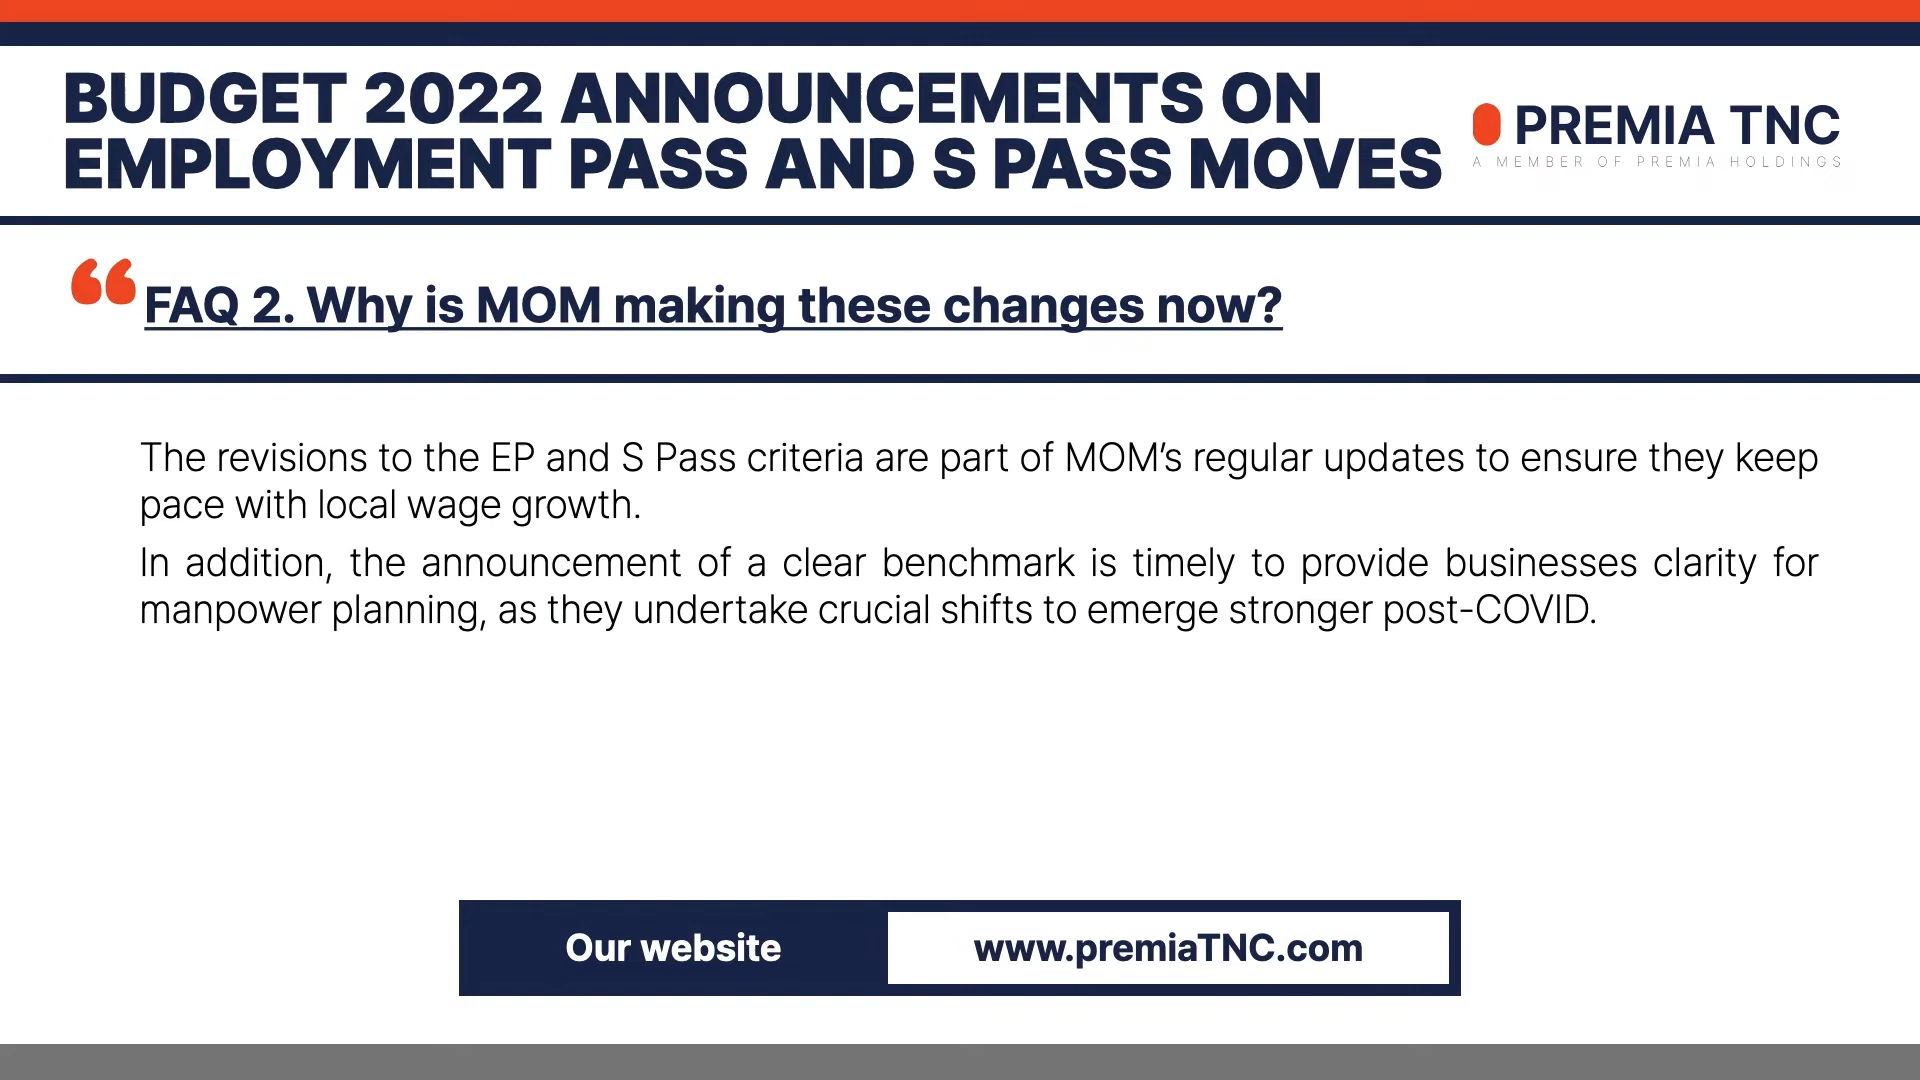 BUDGET 2022 ANNOUNCEMENTS ON
EMPLOYMENT PASS AND S PASS MOVES
PREMIA TNC
A MEMBER OF PREMIA HOLDINGS
“FAQ 2. Why is MOM making these changes now?
The revisions to the EP and S Pass criteria are part of MOM’s regular updates to ensure they keep
pace with local wage growth.
In addition, the announcement of a clear benchmark is timely to provide businesses clarity for
manpower planning, as they undertake crucial shifts to emerge stronger post-COVID.
Our website
www.premiaTNC.com